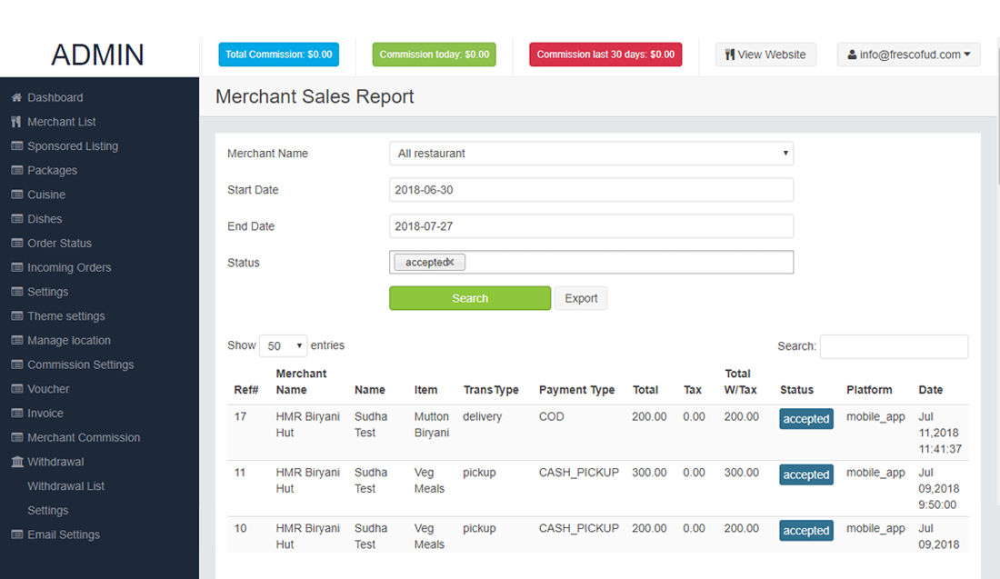 ADMIN
Total Commission: $0.00
Commission today: $0.00
Commission last 30 days: $0.00
View Website
info@frescofud.com
Dashboard
Merchant List
Sponsored Listing
Packages
Cuisine
Dishes
Order Status
Incoming Orders
Settings
Theme settings
Manage location
Commission Settings
Voucher
Invoice
Merchant Commission
Withdrawal
Withdrawal List
Settings
Email Settings
Merchant Sales Report
Merchant Name All restaurant
Start Date 2018-06-30
End Date 2018-07-27
Status accepted
Search Export
Show 50 entries Search:
Merchant Total
Ref# Name Name Item TransType Payment Type Total Tax W/Tax Status Platform Date
17 HMR Biryani Sudha Mutton delivery COD 200.00 0.00 200.00 accepted mobile_app Jul
Hut Test Biryani 11,2018
11:41:37
11 HMR Biryani Sudha Veg pickup CASH_PICKUP 300.00 0.00 300.00 accepted mobile_app Jul
Hut Test Meals 09,2018
9:50:00
10 HMR Biryani Sudha Veg pickup CASH_PICKUP 200.00 0.00 200.00 accepted mobile_app Jul
Hut Test Meals 09,2018